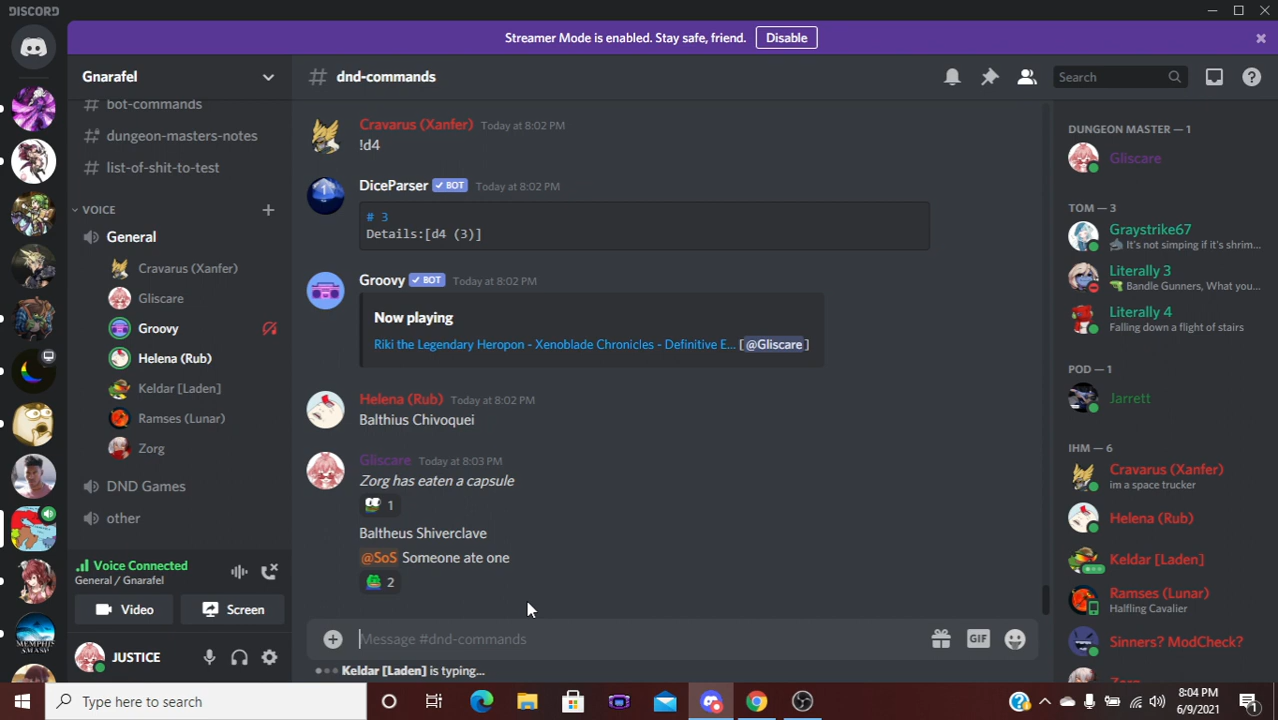 DISCORD
Streamer Mode is enabled. Stay safe, friend. Disable
Gnarafel
# dnd-commands
Search
# bot-commands
# dungeon-masters-notes
# list-of-shit-to-test
VOICE
General
Cravarus (Xanfer)
Gliscare
Groovy
Helena (Rub)
Keldar [Laden]
Ramses (Lunar)
Zorg
DND Games
other
Voice Connected
General / Gnarafel
Video
Screen
JUSTICE
Cravarus (Xanfer) Today at 8:02 PM
!d4
DiceParser BOT Today at 8:02 PM
# 3
Details:[d4 (3)]
Groovy BOT Today at 8:02 PM
Now playing
Riki the Legendary Heropon - Xenoblade Chronicles - Definitive E... [ @Gliscare ]
Helena (Rub) Today at 8:02 PM
Balthius Chivoquei
Gliscare Today at 8:03 PM
Zorg has eaten a capsule
1
Baltheus Shiverclave
@SoS Someone ate one
2
Message #dnd-commands
GIF
Keldar [Laden] is typing...
DUNGEON MASTER — 1
Gliscare
TOM — 3
Graystrike67
It's not simping if it's shrim...
Literally 3
Bandle Gunners, What you...
Literally 4
Falling down a flight of stairs
POD — 1
Jarrett
IHM — 6
Cravarus (Xanfer)
im a space trucker
Helena (Rub)
Keldar [Laden]
Ramses (Lunar)
Halfling Cavalier
Sinners? ModCheck?
Type here to search
8:04 PM
6/9/2021
1